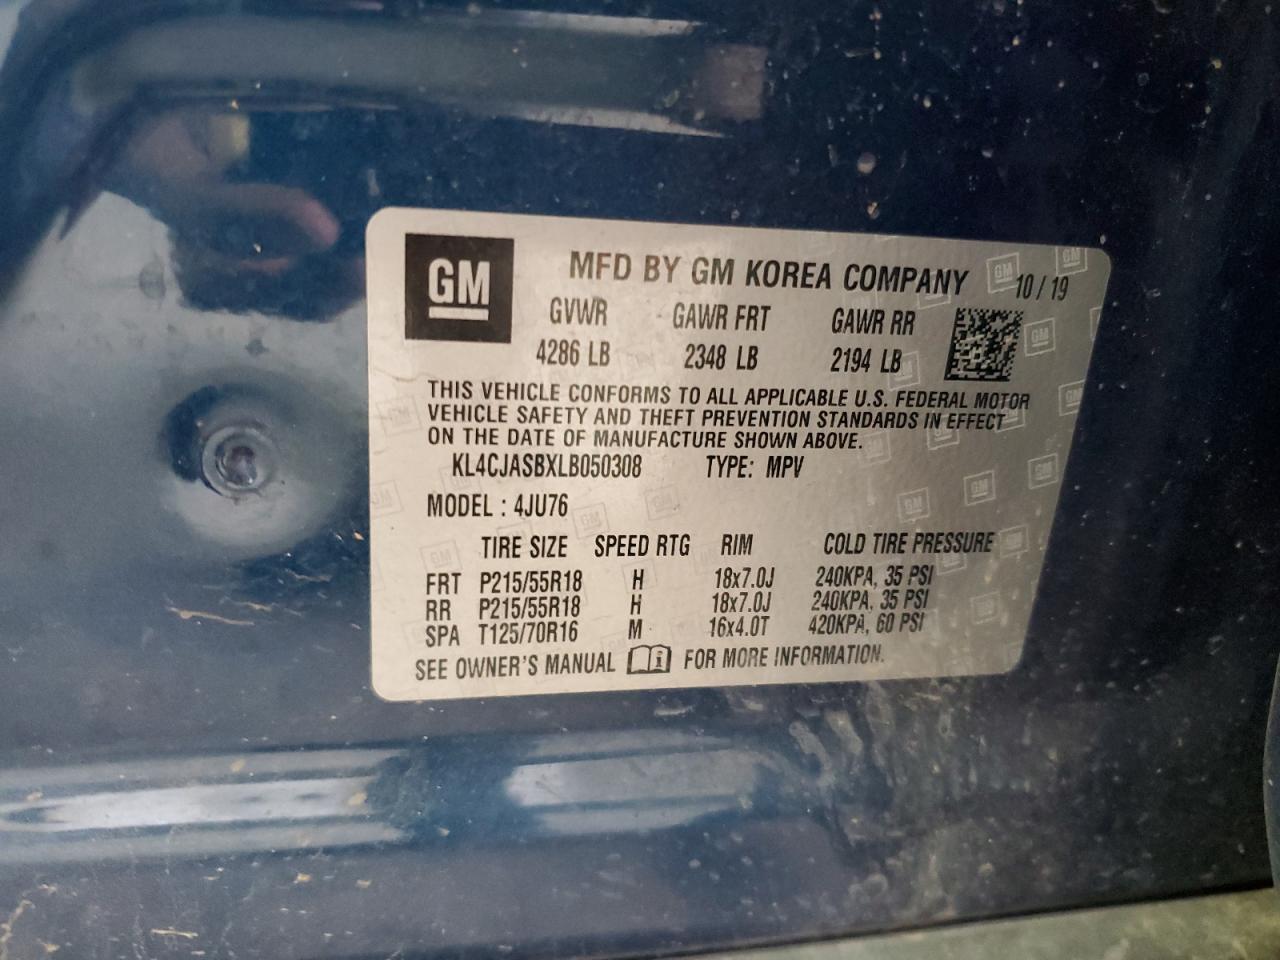 GM
MFD BY GM KOREA COMPANY 10 / 19
GVWR GAWR FRT GAWR RR
4286 LB 2348 LB 2194 LB
THIS VEHICLE CONFORMS TO ALL APPLICABLE U.S. FEDERAL MOTOR
VEHICLE SAFETY AND THEFT PREVENTION STANDARDS IN EFFECT
ON THE DATE OF MANUFACTURE SHOWN ABOVE.
KL4CJASBXLB050308 TYPE: MPV
MODEL : 4JU76
TIRE SIZE SPEED RTG RIM COLD TIRE PRESSURE
FRT P215/55R18 H 18x7.0J 240KPA, 35 PSI
RR P215/55R18 H 18x7.0J 240KPA, 35 PSI
SPA T125/70R16 M 16x4.0T 420KPA, 60 PSI
SEE OWNER'S MANUAL FOR MORE INFORMATION.